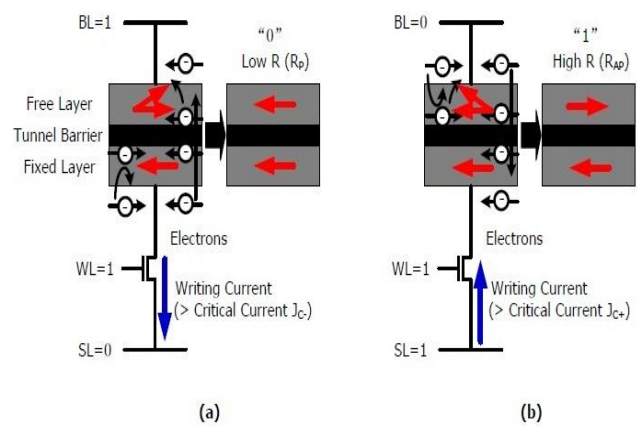 BL=1
"0"
Low R (RP)
Free Layer
Tunnel Barrier
Fixed Layer
Electrons
WL=1
Writing Current
(> Critical Current JC-)
SL=0
(a)
BL=0
"1"
High R (RAP)
Electrons
WL=1
Writing Current
(> Critical Current JC+)
SL=1
(b)